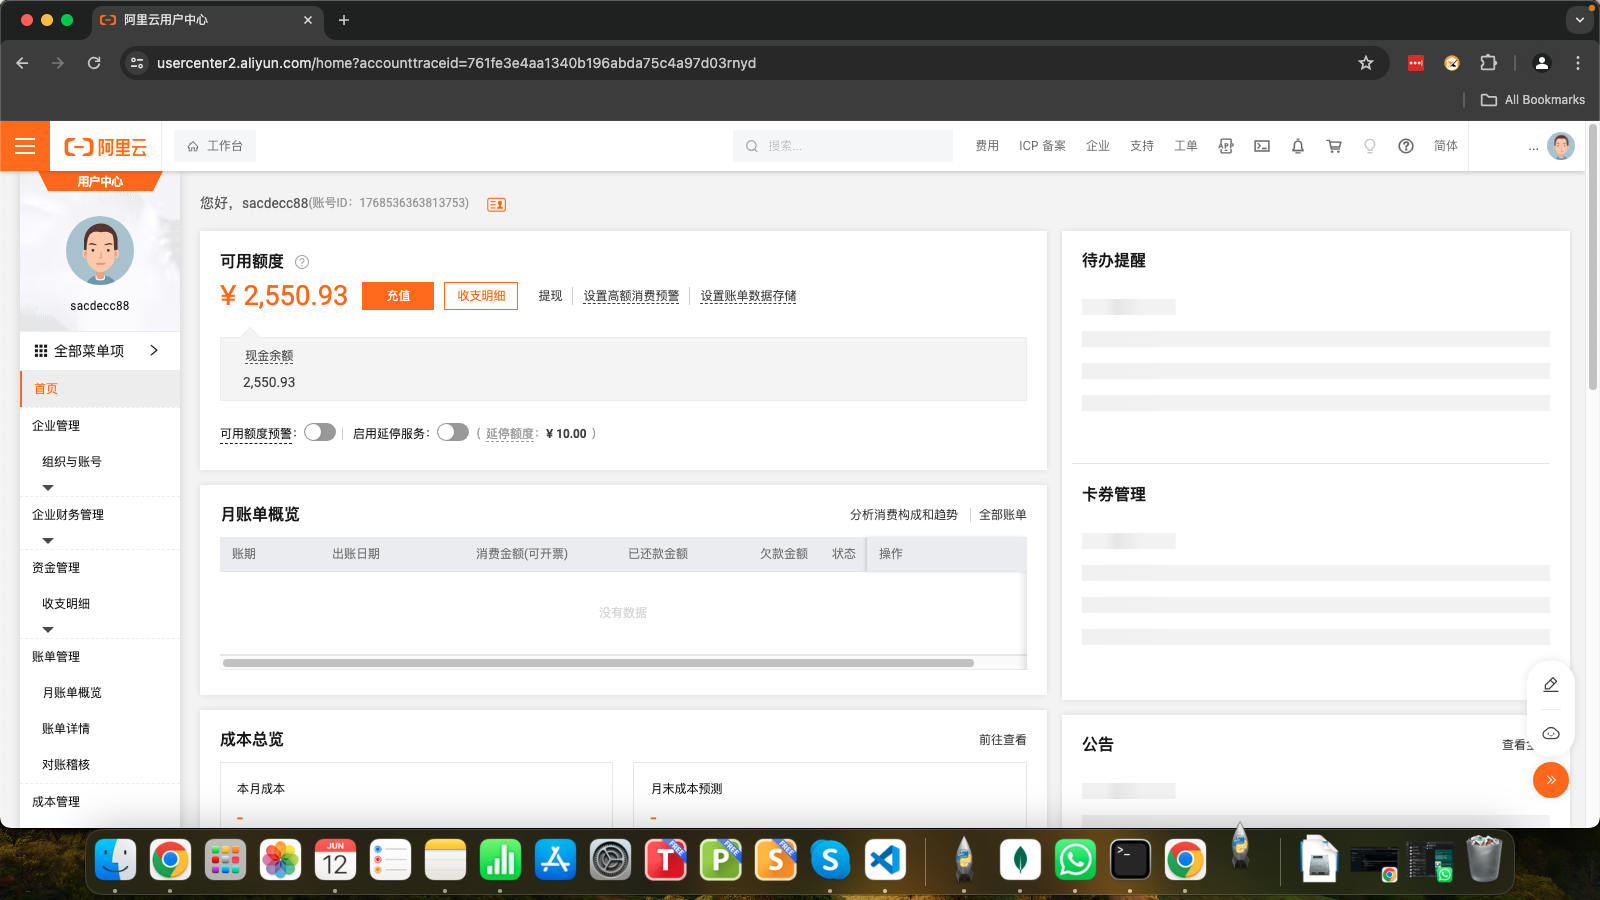 阿里云用户中心
usercenter2.aliyun.com/home?accounttraceid=761fe3e4aa1340b196abda75c4a97d03rnyd
All Bookmarks
阿里云
工作台
搜索...
费用
ICP 备案
企业
支持
工单
简体
...
用户中心
sacdecc88
全部菜单项
首页
企业管理
组织与账号
企业财务管理
资金管理
收支明细
账单管理
月账单概览
账单详情
对账稽核
成本管理
您好，sacdecc88(账号ID：1768536363813753)
可用额度
¥ 2,550.93
充值
收支明细
提现
设置高额消费预警
设置账单数据存储
现金余额
2,550.93
可用额度预警：
启用延停服务：
( 延停额度：¥ 10.00 )
月账单概览
分析消费构成和趋势
全部账单
账期 出账日期 消费金额(可开票) 已还款金额 欠款金额 状态 操作
没有数据
成本总览
前往查看
本月成本
-
月末成本预测
-
待办提醒
卡券管理
公告
查看
JUN
12
FREE
FREE
FREE